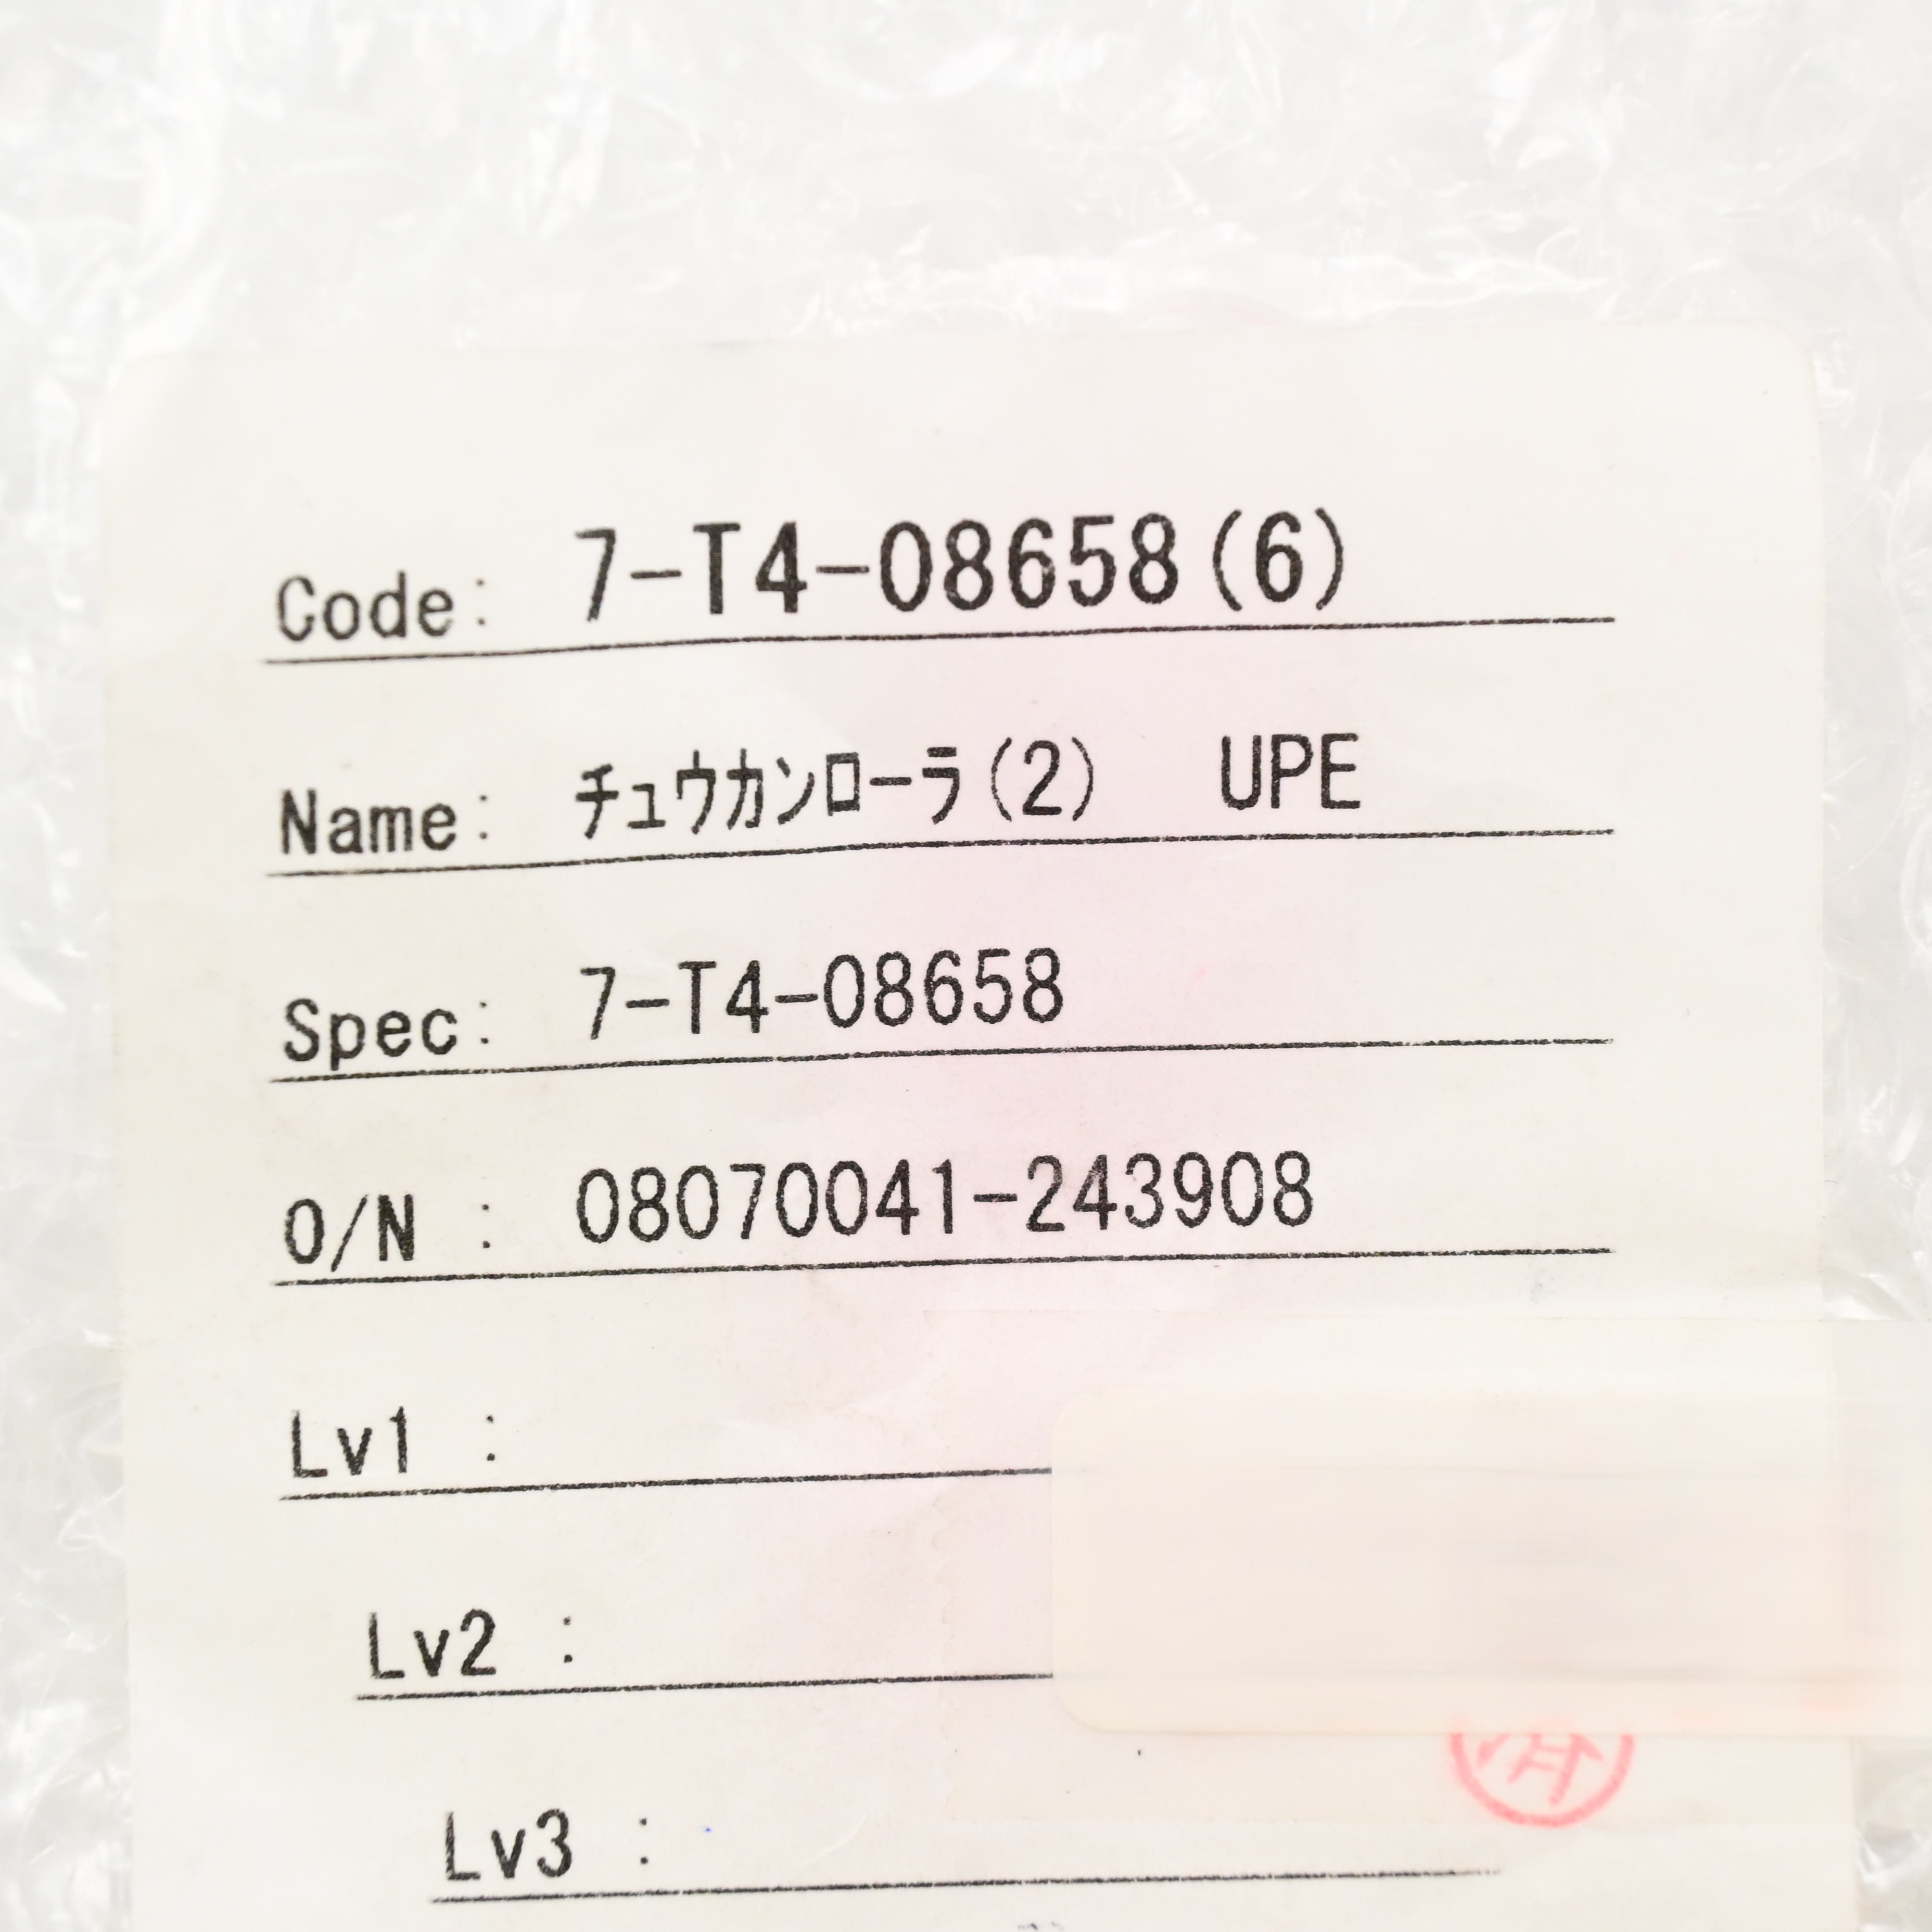 Code: 7-T4-08658(6)
Name: チュウカンローラ(2) UPE
Spec: 7-T4-08658
O/N : 08070041-243908
Lv1 :
Lv2 :
Lv3 :